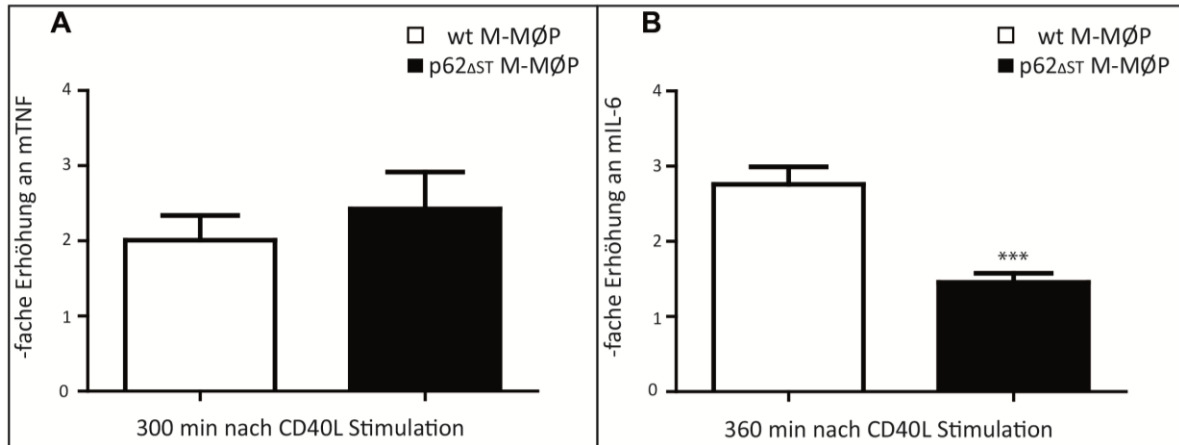 A
wt M-MØP
p62ΔST M-MØP
-fache Erhöhung an mTNF
4
3
2
1
0
300 min nach CD40L Stimulation
B
wt M-MØP
p62ΔST M-MØP
-fache Erhöhung an mIL-6
4
3
2
1
0
***
360 min nach CD40L Stimulation